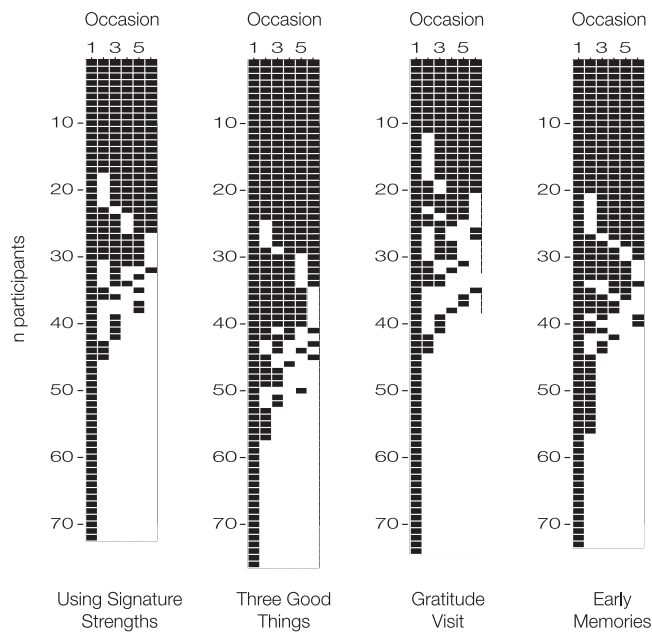 Occasion
Occasion
Occasion
Occasion
1 3 5
1 3 5
1 3 5
1 3 5
n participants
10
20
30
40
50
60
70
10
20
30
40
50
60
70
10
20
30
40
50
60
70
10
20
30
40
50
60
70
Using Signature
Strengths
Three Good
Things
Gratitude
Visit
Early
Memories